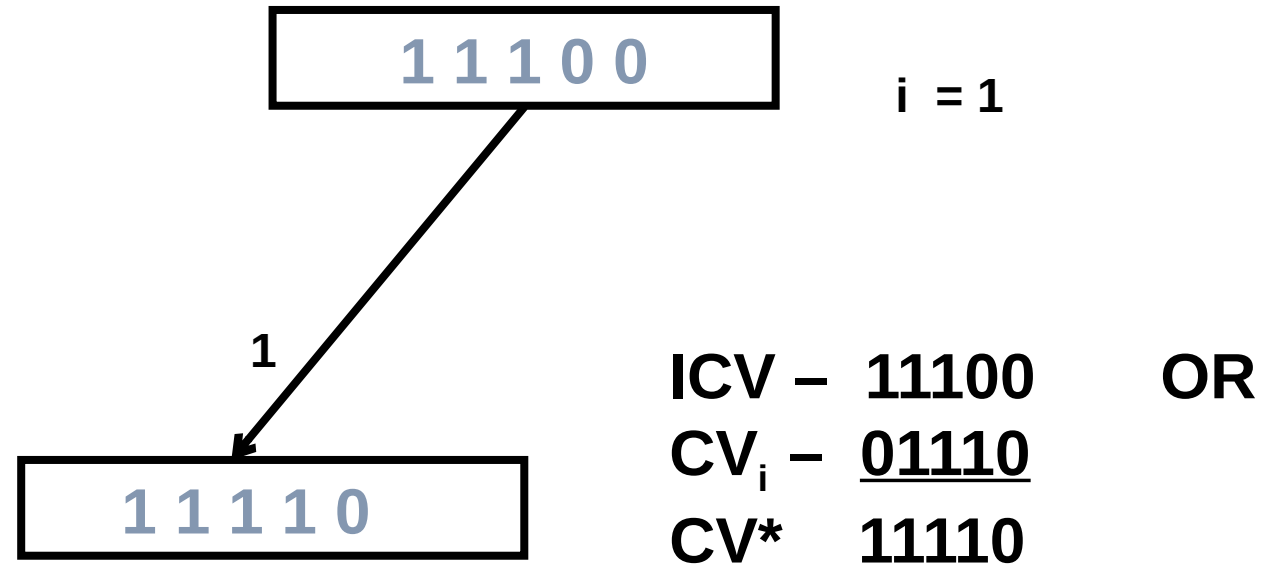 1 1 1 0 0
i = 1
1
ICV – 11100 OR
CVi – 01110
1 1 1 1 0
CV* 11110